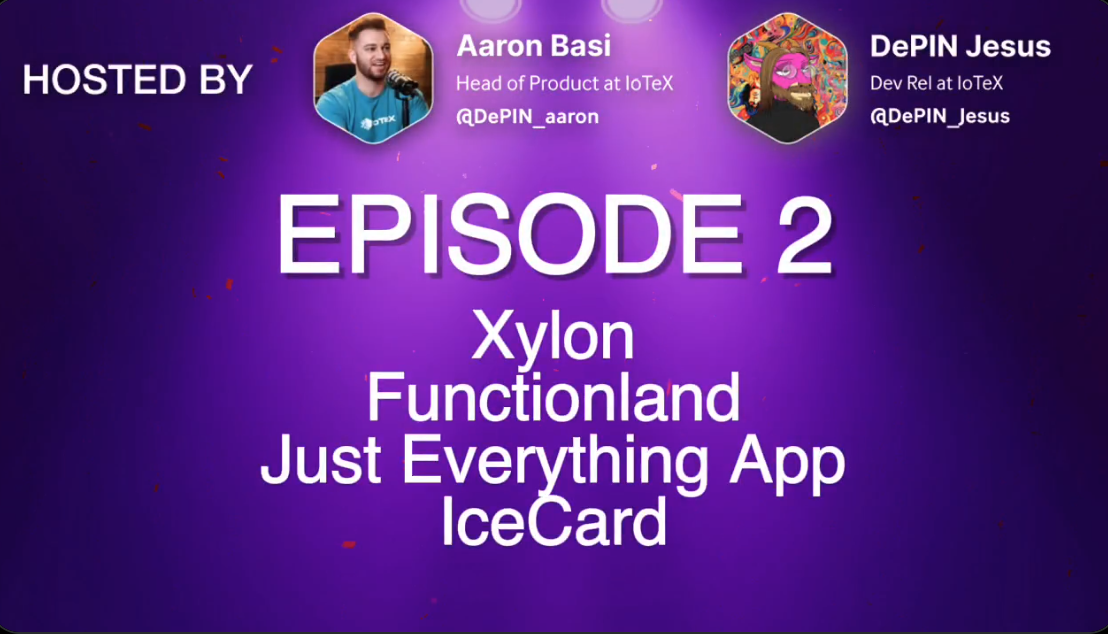 HOSTED BY
Aaron Basi
Head of Product at IoTeX
@DePIN_aaron
DePIN Jesus
Dev Rel at IoTeX
@DePIN_Jesus
EPISODE 2
Xylon
Functionland
Just Everything App
IceCard